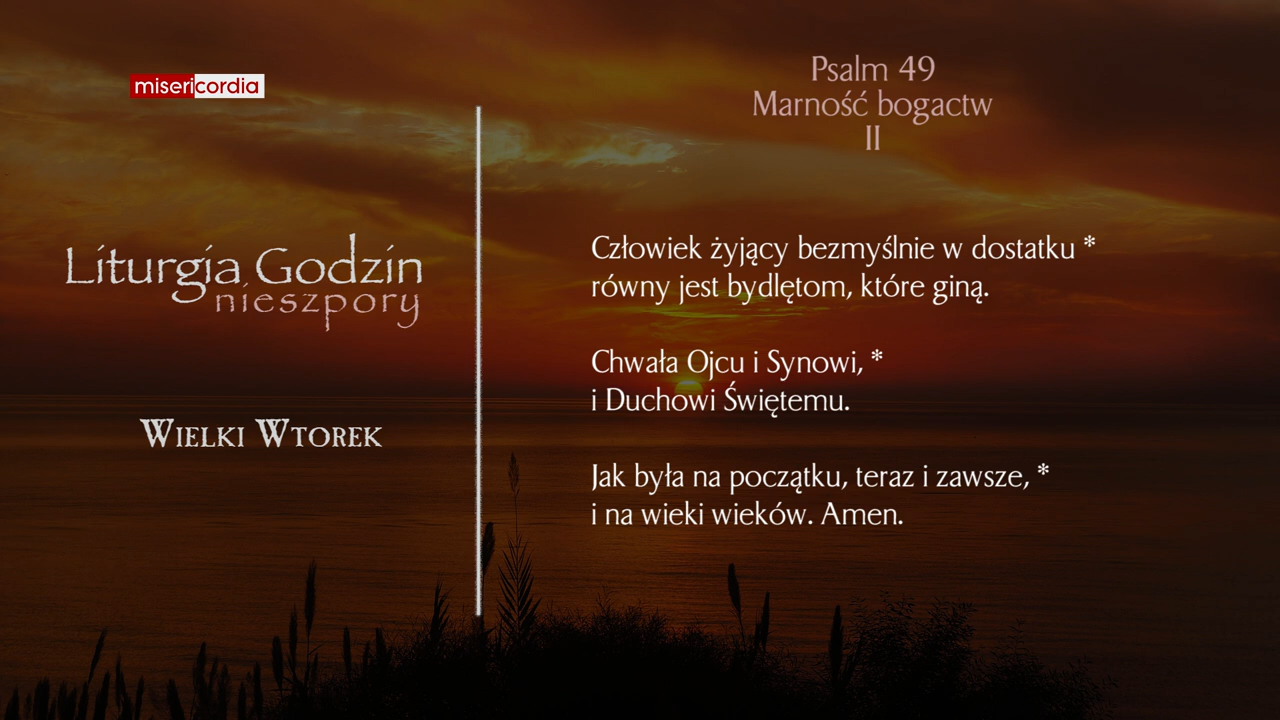 misericordia
Liturgia Godzin
nieszpory
Wielki Wtorek
Psalm 49
Marność bogactw
II
Człowiek żyjący bezmyślnie w dostatku *
równy jest bydlętom, które giną.
Chwała Ojcu i Synowi, *
i Duchowi Świętemu.
Jak była na początku, teraz i zawsze, *
i na wieki wieków. Amen.